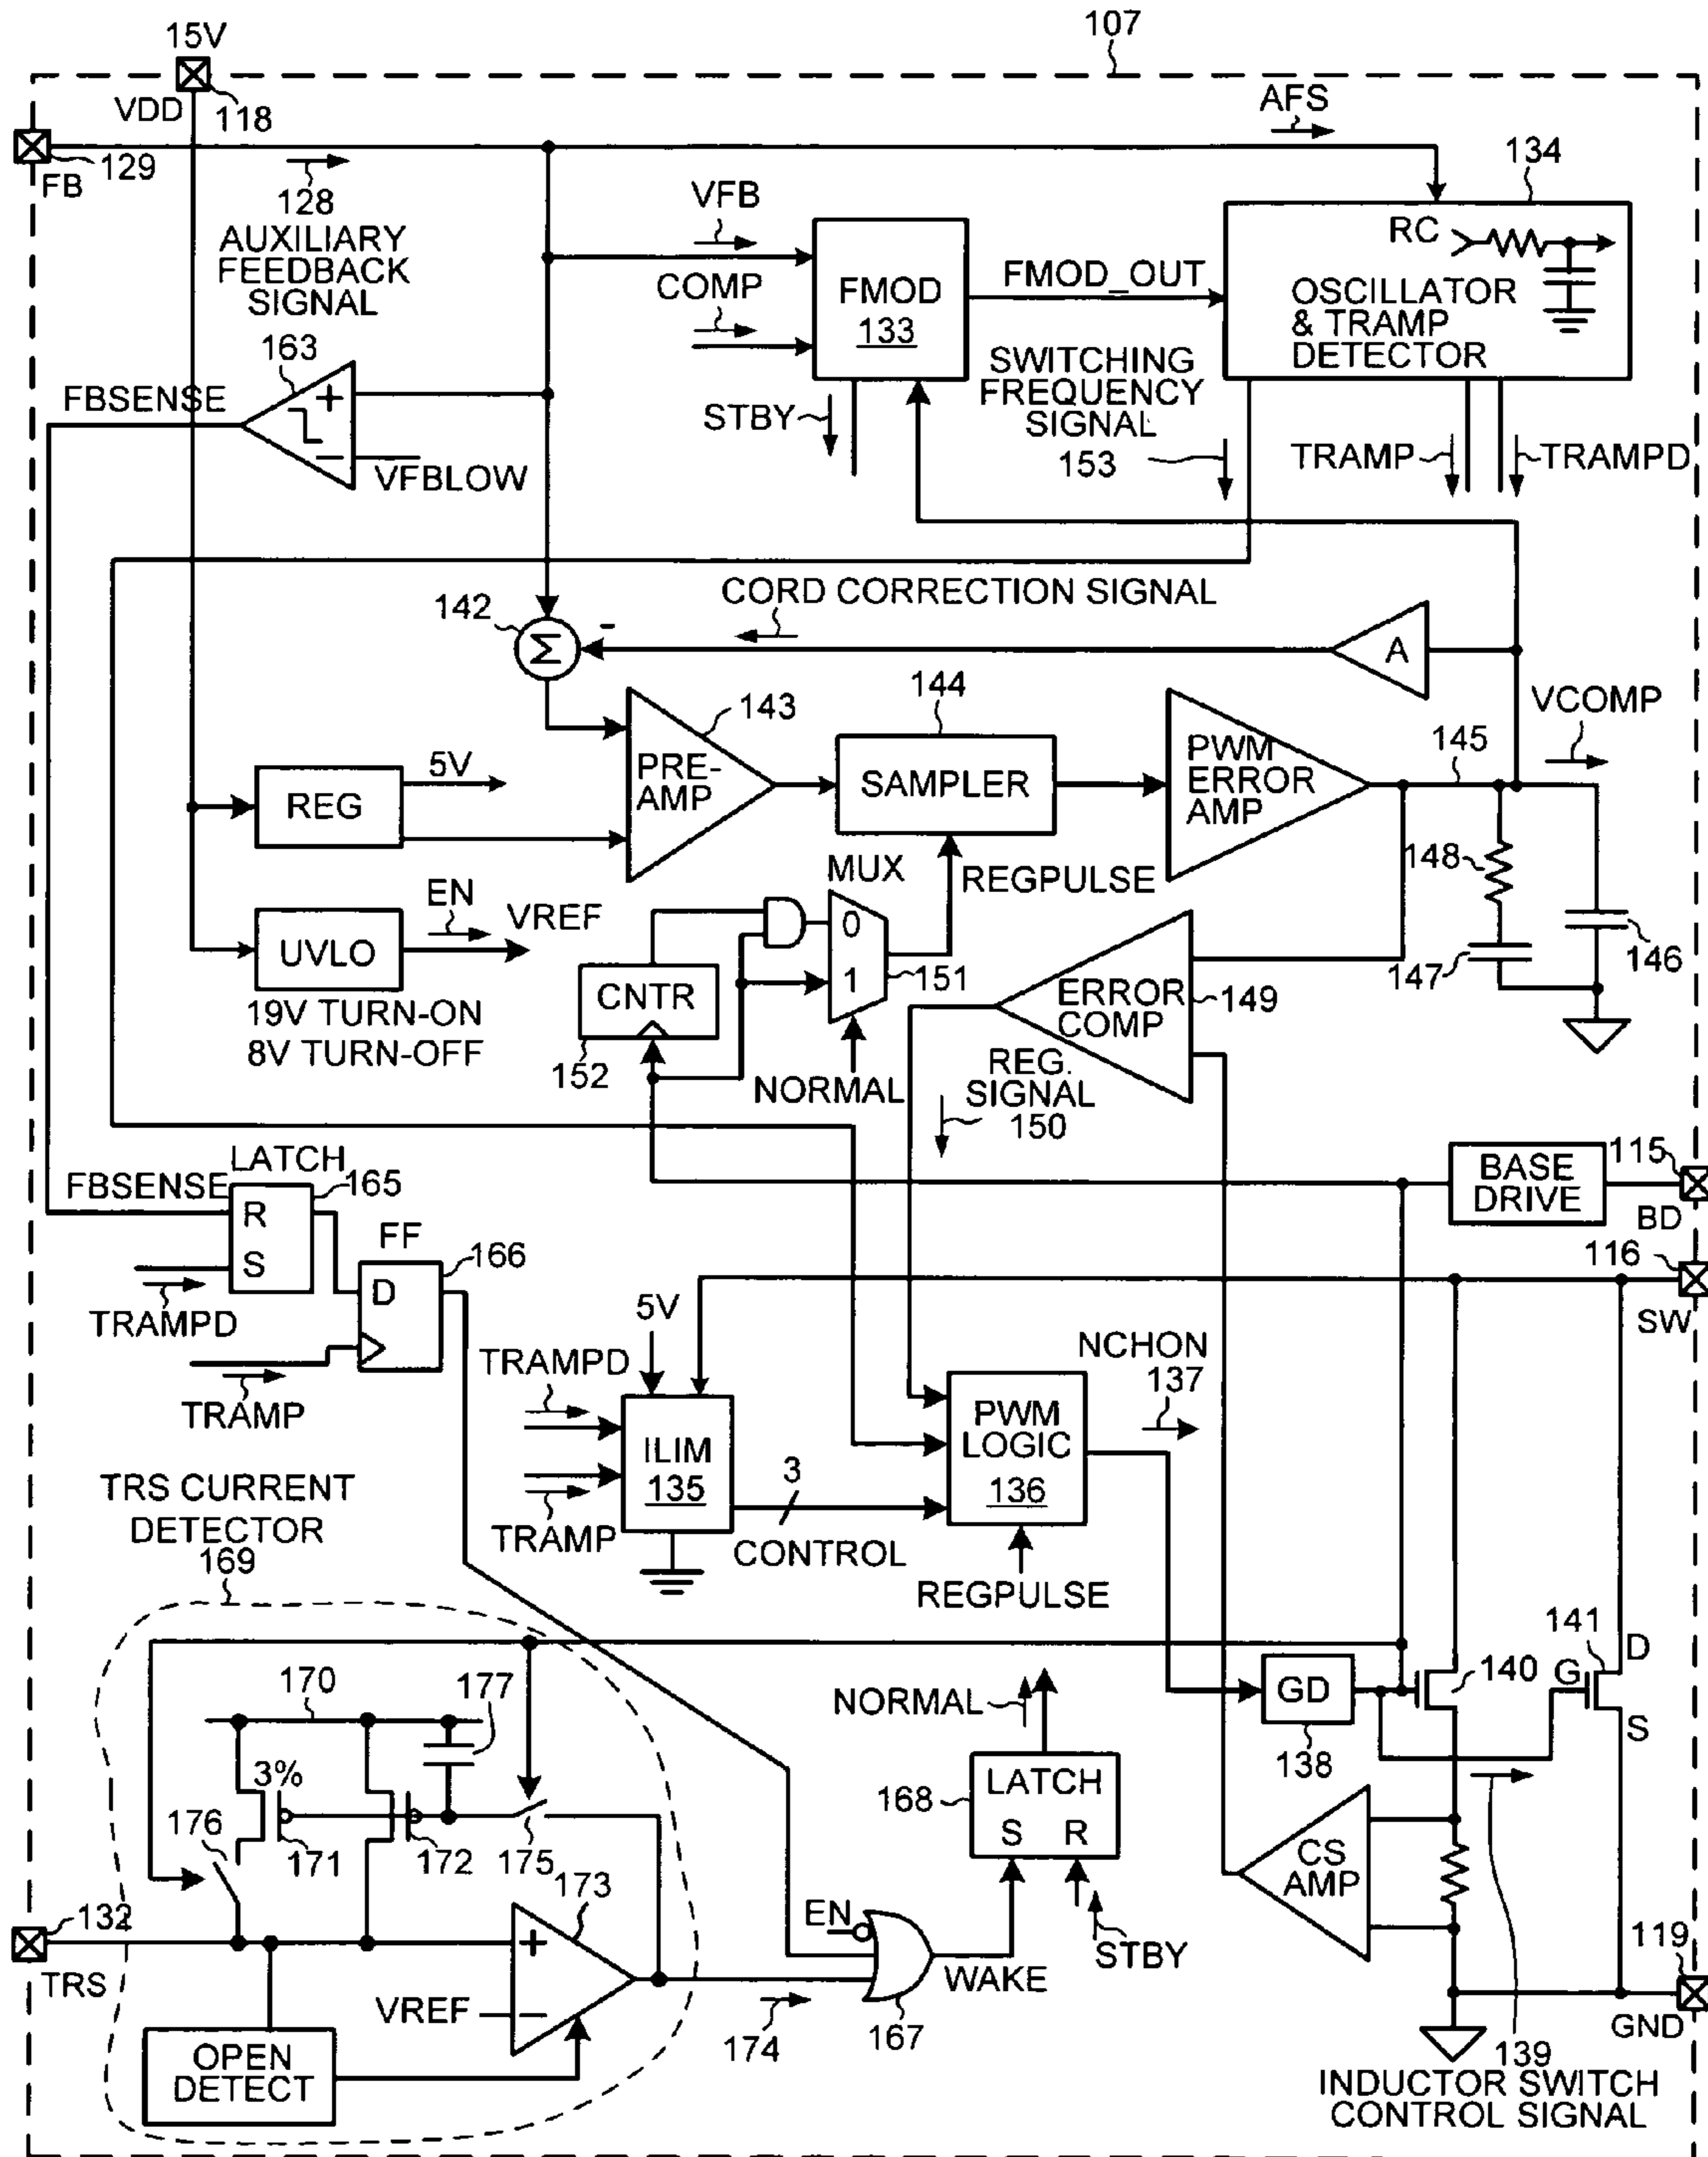 107
15V
VDD
118
FB
129
128
AUXILIARY
FEEDBACK
SIGNAL
AFS
134
RC
OSCILLATOR
& TRAMP
DETECTOR
VFB
COMP
FMOD
133
FMOD_OUT
163
+
−
FBSENSE
VFBLOW
STBY
SWITCHING
FREQUENCY
SIGNAL
153
TRAMP
TRAMPD
CORD CORRECTION SIGNAL
142
Σ
-
A
143
PRE-
AMP
144
SAMPLER
PWM
ERROR
AMP
145
VCOMP
5V
REG
148
147
146
MUX
REGPULSE
EN
VREF
UVLO
19V TURN-ON
8V TURN-OFF
0
1
151
CNTR
152
NORMAL
ERROR
COMP
149
REG.
SIGNAL
150
LATCH
165
FBSENSE
R
S
TRAMPD
FF
166
D
TRAMP
BASE
DRIVE
115
BD
116
SW
5V
TRAMPD
ILIM
135
TRAMP
3
CONTROL
NCHON
137
PWM
LOGIC
136
REGPULSE
TRS CURRENT
DETECTOR
169
170
177
3%
176
171
172
175
173
+
−
132
TRS
VREF
OPEN
DETECT
174
EN
167
WAKE
NORMAL
168
LATCH
S R
STBY
GD
138
140
141
D
G
S
CS
AMP
119
GND
139
INDUCTOR SWITCH
CONTROL SIGNAL